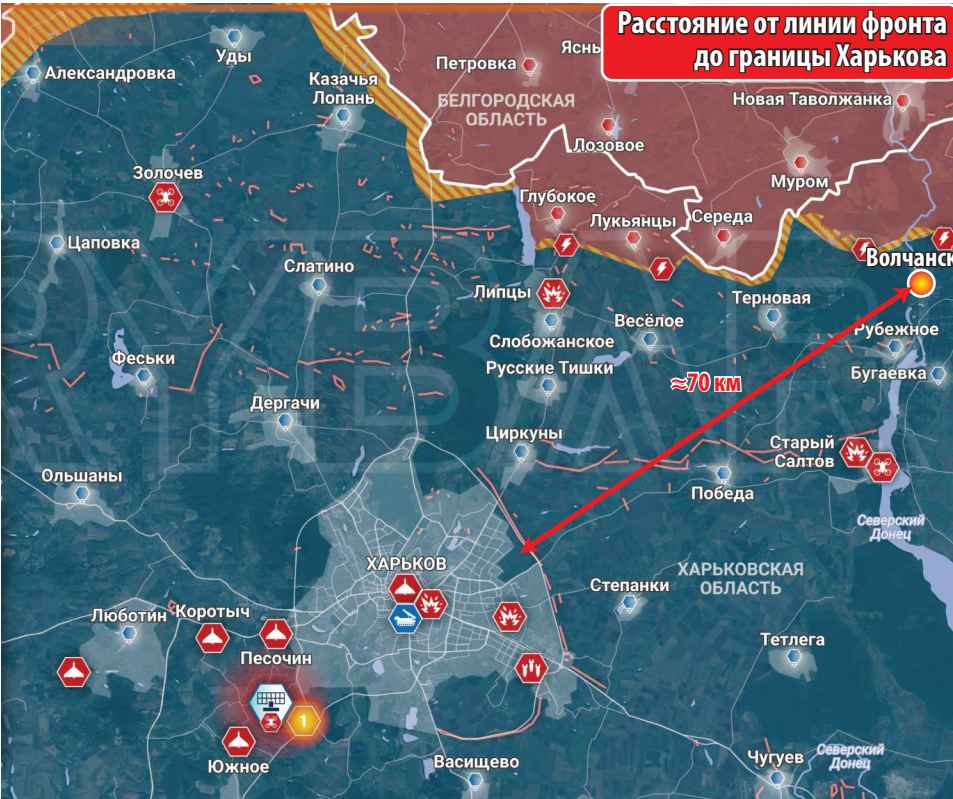 Расстояние от линии фронта
до границы Харькова
Уды
Александровка
Казачья
Лопань
Петровка
Яснь
БЕЛГОРОДСКАЯ
ОБЛАСТЬ
Новая Таволжанка
Лозовое
Муром
Золочев
Глубокое
Лукьянцы
Середа
Цаповка
Слатино
Волчанск
Липцы
Терновая
Слобожанское
Весёлое
Рубежное
Феськи
Русские Тишки
≈70 км
Бугаевка
Дергачи
Циркуны
Старый
Салтов
Ольшаны
Победа
Северский
Донец
ХАРЬКОВ
ХАРЬКОВСКАЯ
ОБЛАСТЬ
Степанки
Люботин
Коротыч
Песочин
Тетлега
1
Южное
Васищево
Чугуев
Северский
Донец
RYBAR
RYBAR